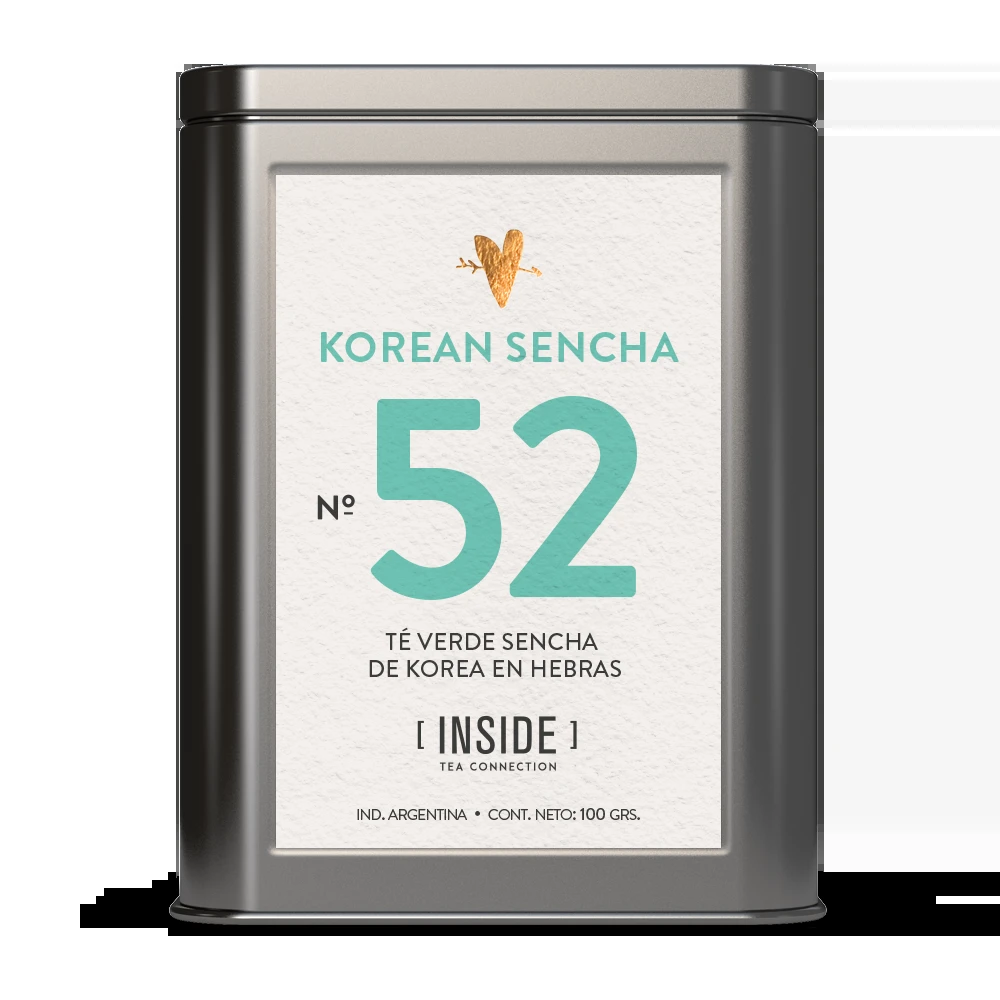 KOREAN SENCHA
Nº 52
TÉ VERDE SENCHA
DE KOREA EN HEBRAS
[ INSIDE ]
TEA CONNECTION
IND. ARGENTINA • CONT. NETO: 100 GRS.